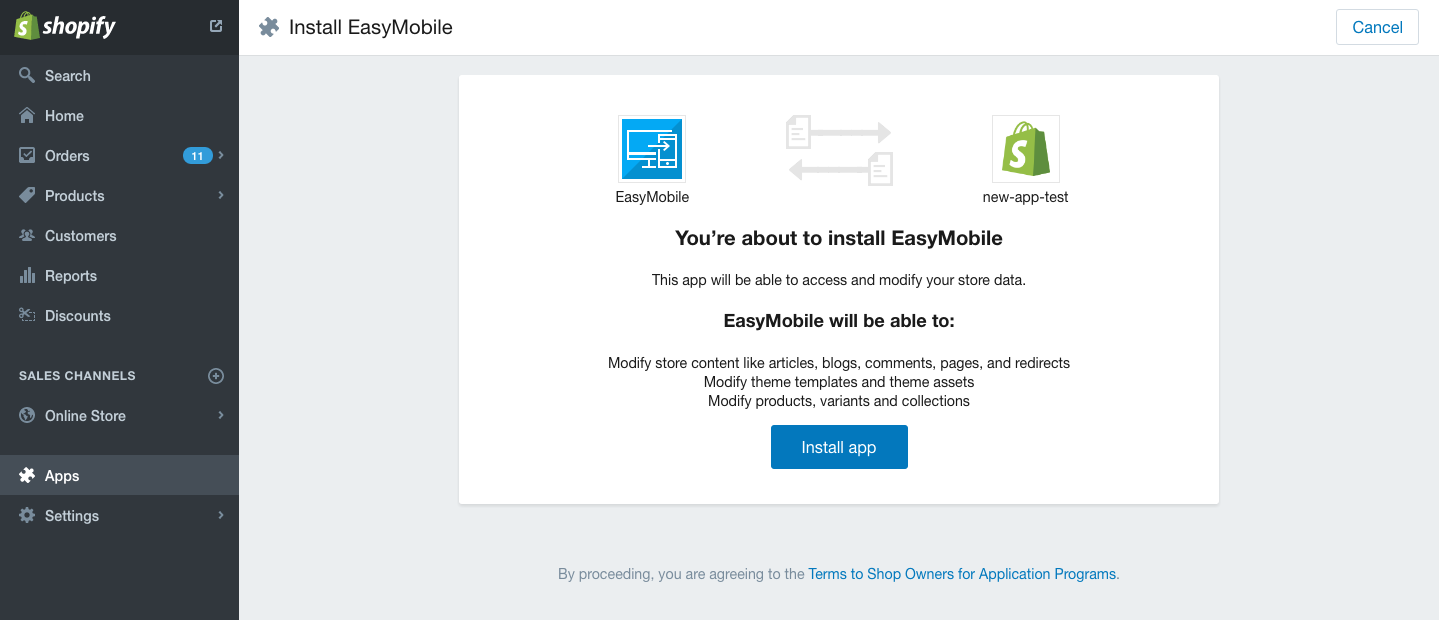 shopify
Install EasyMobile
Cancel
Search
Home
Orders 11
Products
Customers
Reports
Discounts
SALES CHANNELS
Online Store
Apps
Settings
EasyMobile
new-app-test
You’re about to install EasyMobile
This app will be able to access and modify your store data.
EasyMobile will be able to:
Modify store content like articles, blogs, comments, pages, and redirects
Modify theme templates and theme assets
Modify products, variants and collections
Install app
By proceeding, you are agreeing to the Terms to Shop Owners for Application Programs.